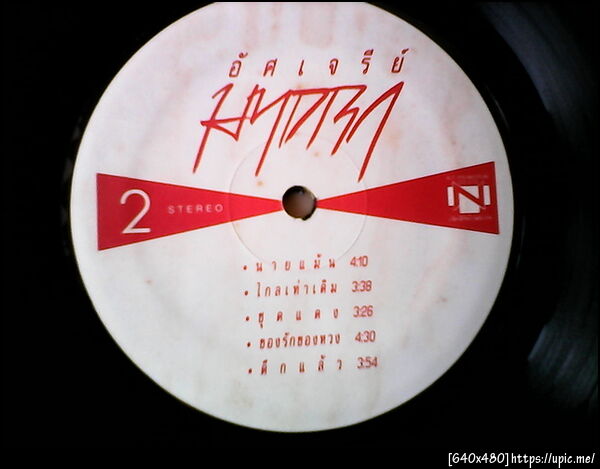 อัศเจรีย์
HYDRA
2 STEREO
• นายแม้น 4:10
• ไกลเท่าเดิม 3:38
• ชุดแดง 3:26
• ของรักของหวง 4:30
• ดึกแล้ว 3:54
[640x480]https://upic.me/